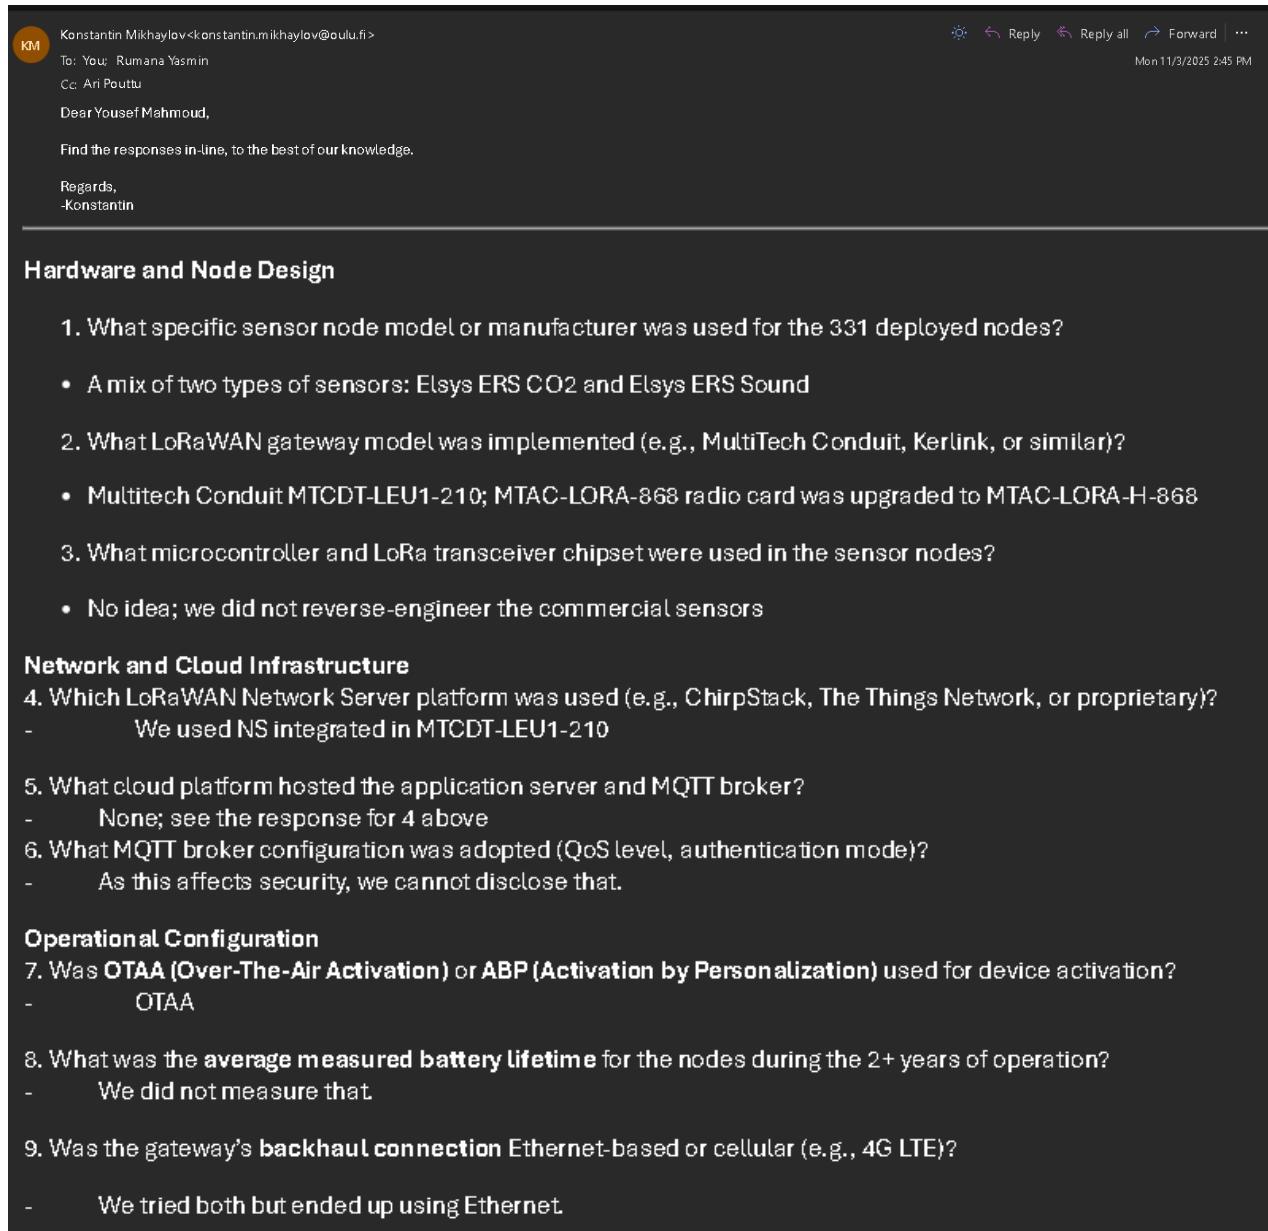 KM
Konstantin Mikhaylov<konstantin.mikhaylov@oulu.fi>
Reply Reply all Forward ...
To: You; Rumana Yasmin
Mon 11/3/2025 2:45 PM
Cc: Ari Pouttu
Dear Yousef Mahmoud,
Find the responses in-line, to the best of our knowledge.
Regards,
-Konstantin
Hardware and Node Design
1. What specific sensor node model or manufacturer was used for the 331 deployed nodes?
• A mix of two types of sensors: Elsys ERS CO2 and Elsys ERS Sound
2. What LoRaWAN gateway model was implemented (e.g., MultiTech Conduit, Kerlink, or similar)?
• Multitech Conduit MTCDT-LEU1-210; MTAC-LORA-868 radio card was upgraded to MTAC-LORA-H-868
3. What microcontroller and LoRa transceiver chipset were used in the sensor nodes?
• No idea; we did not reverse-engineer the commercial sensors
Network and Cloud Infrastructure
4. Which LoRaWAN Network Server platform was used (e.g., ChirpStack, The Things Network, or proprietary)?
- We used NS integrated in MTCDT-LEU1-210
5. What cloud platform hosted the application server and MQTT broker?
- None; see the response for 4 above
6. What MQTT broker configuration was adopted (QoS level, authentication mode)?
- As this affects security, we cannot disclose that.
Operational Configuration
7. Was OTAA (Over-The-Air Activation) or ABP (Activation by Personalization) used for device activation?
- OTAA
8. What was the average measured battery lifetime for the nodes during the 2+ years of operation?
- We did not measure that.
9. Was the gateway's backhaul connection Ethernet-based or cellular (e.g., 4G LTE)?
- We tried both but ended up using Ethernet.